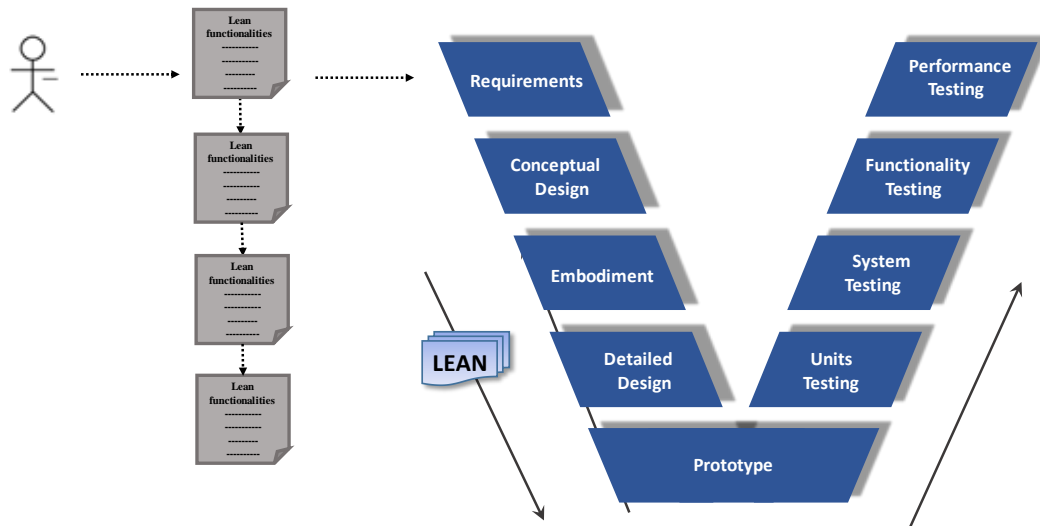 Lean
functionalities
-----------
-----------
---------
----------
Lean
functionalities
-----------
-----------
---------
----------
Lean
functionalities
-----------
-----------
---------
----------
Lean
functionalities
-----------
-----------
---------
----------
Requirements
Conceptual
Design
Embodiment
LEAN
Detailed
Design
Prototype
Units
Testing
System
Testing
Functionality
Testing
Performance
Testing